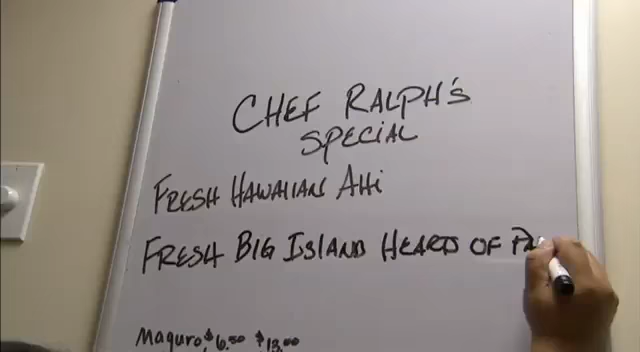 CHEF RALPH'S
SPECIAL
FRESH HAWAIIAN AHI
FRESH BIG ISLAND HEARTS OF
Maguro $6.50 $13.00